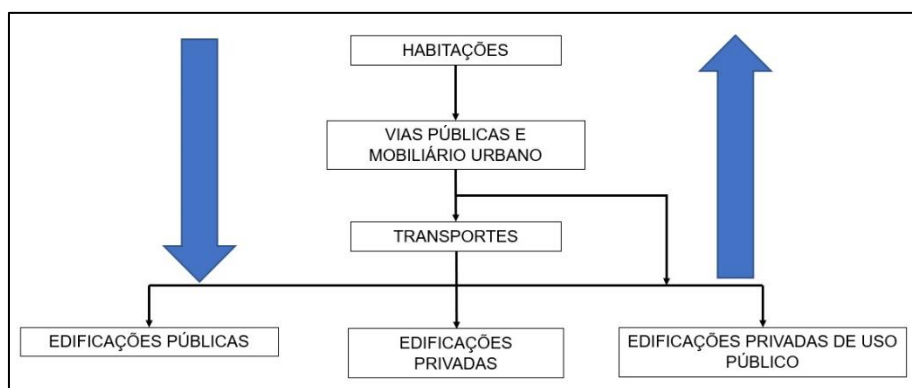 HABITAÇÕES
VIAS PÚBLICAS E
MOBILIÁRIO URBANO
TRANSPORTES
EDIFICAÇÕES PÚBLICAS
EDIFICAÇÕES
PRIVADAS
EDIFICAÇÕES PRIVADAS DE USO
PÚBLICO